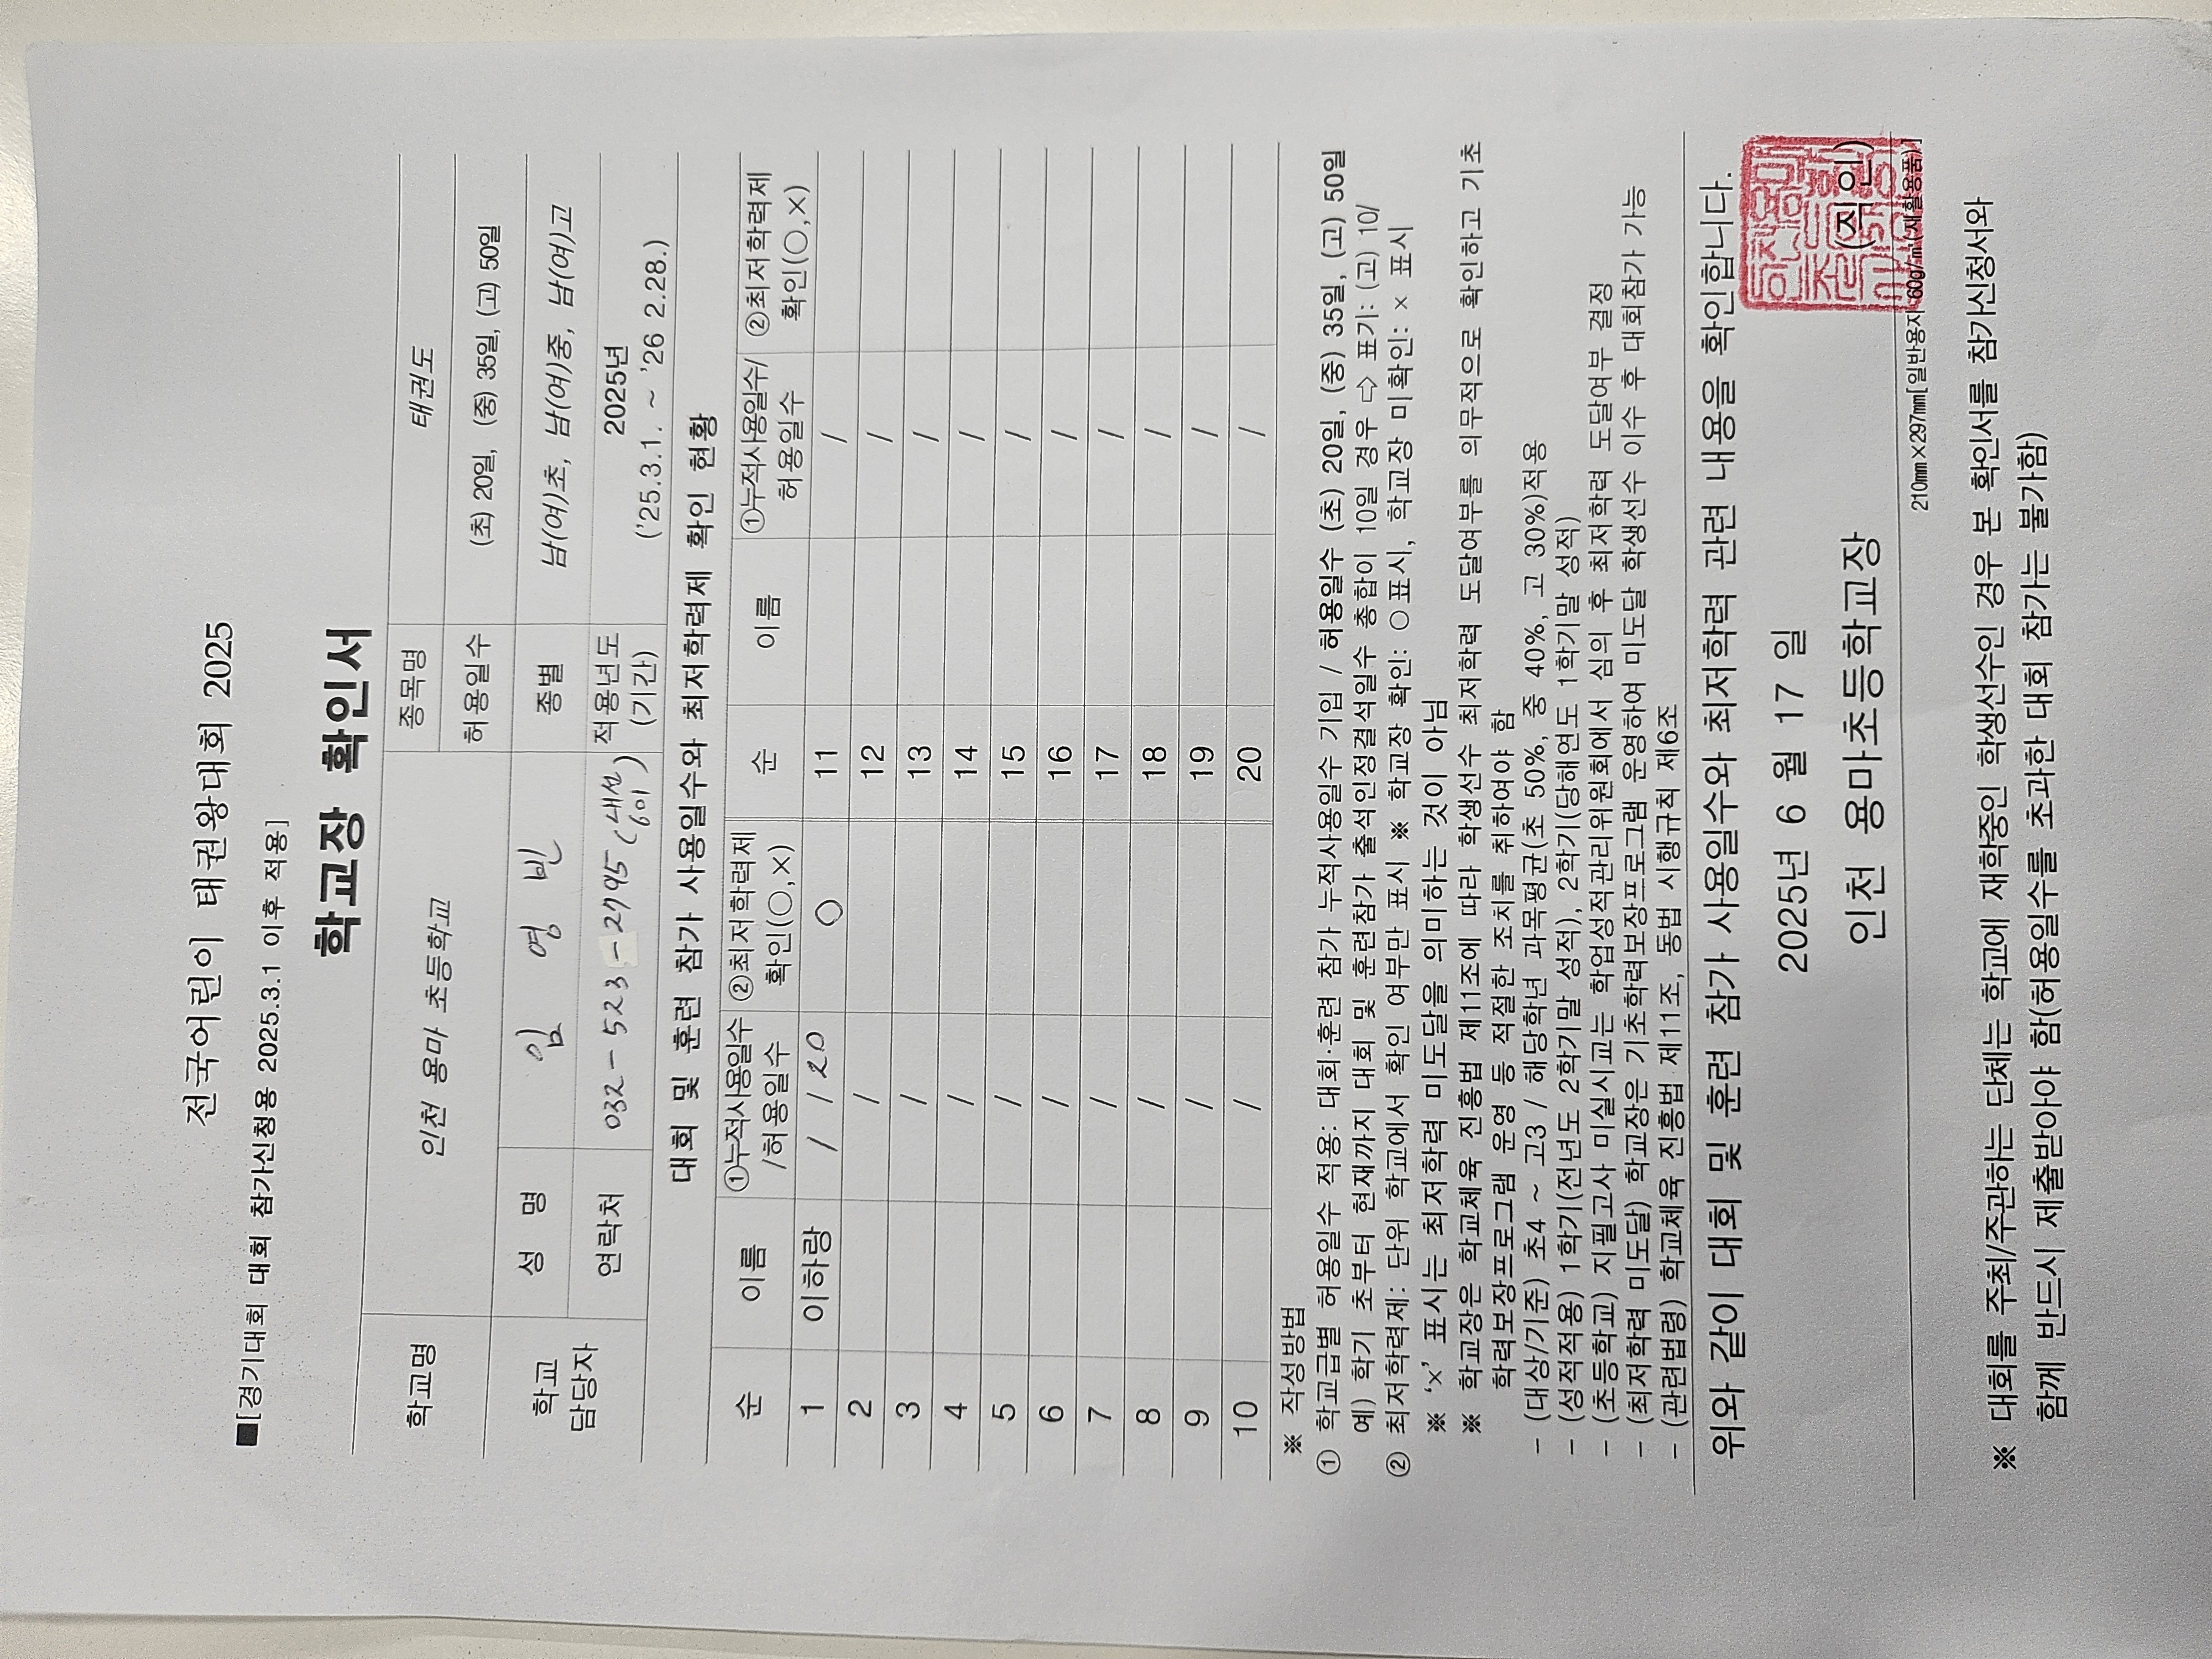 전국어린이 태권왕대회 2025
■[경기대회 대회 참가신청용 2025.3.1 이후 적용]
학교장 확인서
학교명 인천 용마 초등학교 종목명 태권도
허용일수 (초) 20일, (중) 35일, (고) 50일
학교 담당자 성 명 임 영 빈 종별 남(여)초, 남(여)중, 남(여)고
연락처 032-523-2795 (내선 601) 적용년도 (기간) 2025년
('25.3.1. ~ '26 2.28.)
대회 및 훈련 참가 사용일수와 최저학력제 확인 현황
순 이름 ①누적사용일수 /허용일수 ②최저학력제 확인(○,×) 순 이름 ①누적사용일수/ 허용일수 ②최저학력제 확인(○,×)
1 이하랑 / / 20 ○ 11 /
2 / 12 /
3 / 13 /
4 / 14 /
5 / 15 /
6 / 16 /
7 / 17 /
8 / 18 /
9 / 19 /
10 / 20 /
※ 작성방법
① 학교급별 허용일수 적용: 대회·훈련 참가 누적사용일수 기입 / 허용일수 (초) 20일, (중) 35일, (고) 50일
예) 학기 초부터 현재까지 대회 및 훈련참가 출석인정결석일수 총합이 10일 경우 ⇨ 표기: (고) 10/
② 최저학력제: 단위 학교에서 확인 여부만 표시 ※ 학교장 확인: ○표시, 학교장 미확인: × 표시
※ '×' 표시는 최저학력 미도달을 의미하는 것이 아님
※ 학교장은 학교체육 진흥법 제11조에 따라 학생선수 최저학력 도달여부를 의무적으로 확인하고 기초
학력보장프로그램 운영 등 적절한 조치를 취하여야 함
- (대상/기준) 초4 ~ 고3 / 해당학년 과목평균(초 50%, 중 40%, 고 30%)적용
- (성적적용) 1학기(전년도 2학기말 성적), 2학기(당해연도 1학기말 성적)
- (초등학교) 지필고사 미실시교는 학업성적관리위원회에서 심의 후 최저학력 도달여부 결정
- (최저학력 미도달) 학교장은 기초학력보장프로그램 운영하여 미도달 학생선수 이수 후 대회참가 가능
- (관련법령) 학교체육 진흥법 제11조, 동법 시행규칙 제6조
위와 같이 대회 및 훈련 참가 사용일수와 최저학력 관련 내용을 확인합니다.
2025년 6 월 17 일
인천 용마초등학교장 (직인)
210㎜×297㎜[일반용지 60g/㎡(재활용품)]
※ 대회를 주최/주관하는 단체는 학교에 재학중인 학생선수인 경우 본 확인서를 참가신청서와
함께 반드시 제출받아야 함(허용일수를 초과한 대회 참가는 불가함)